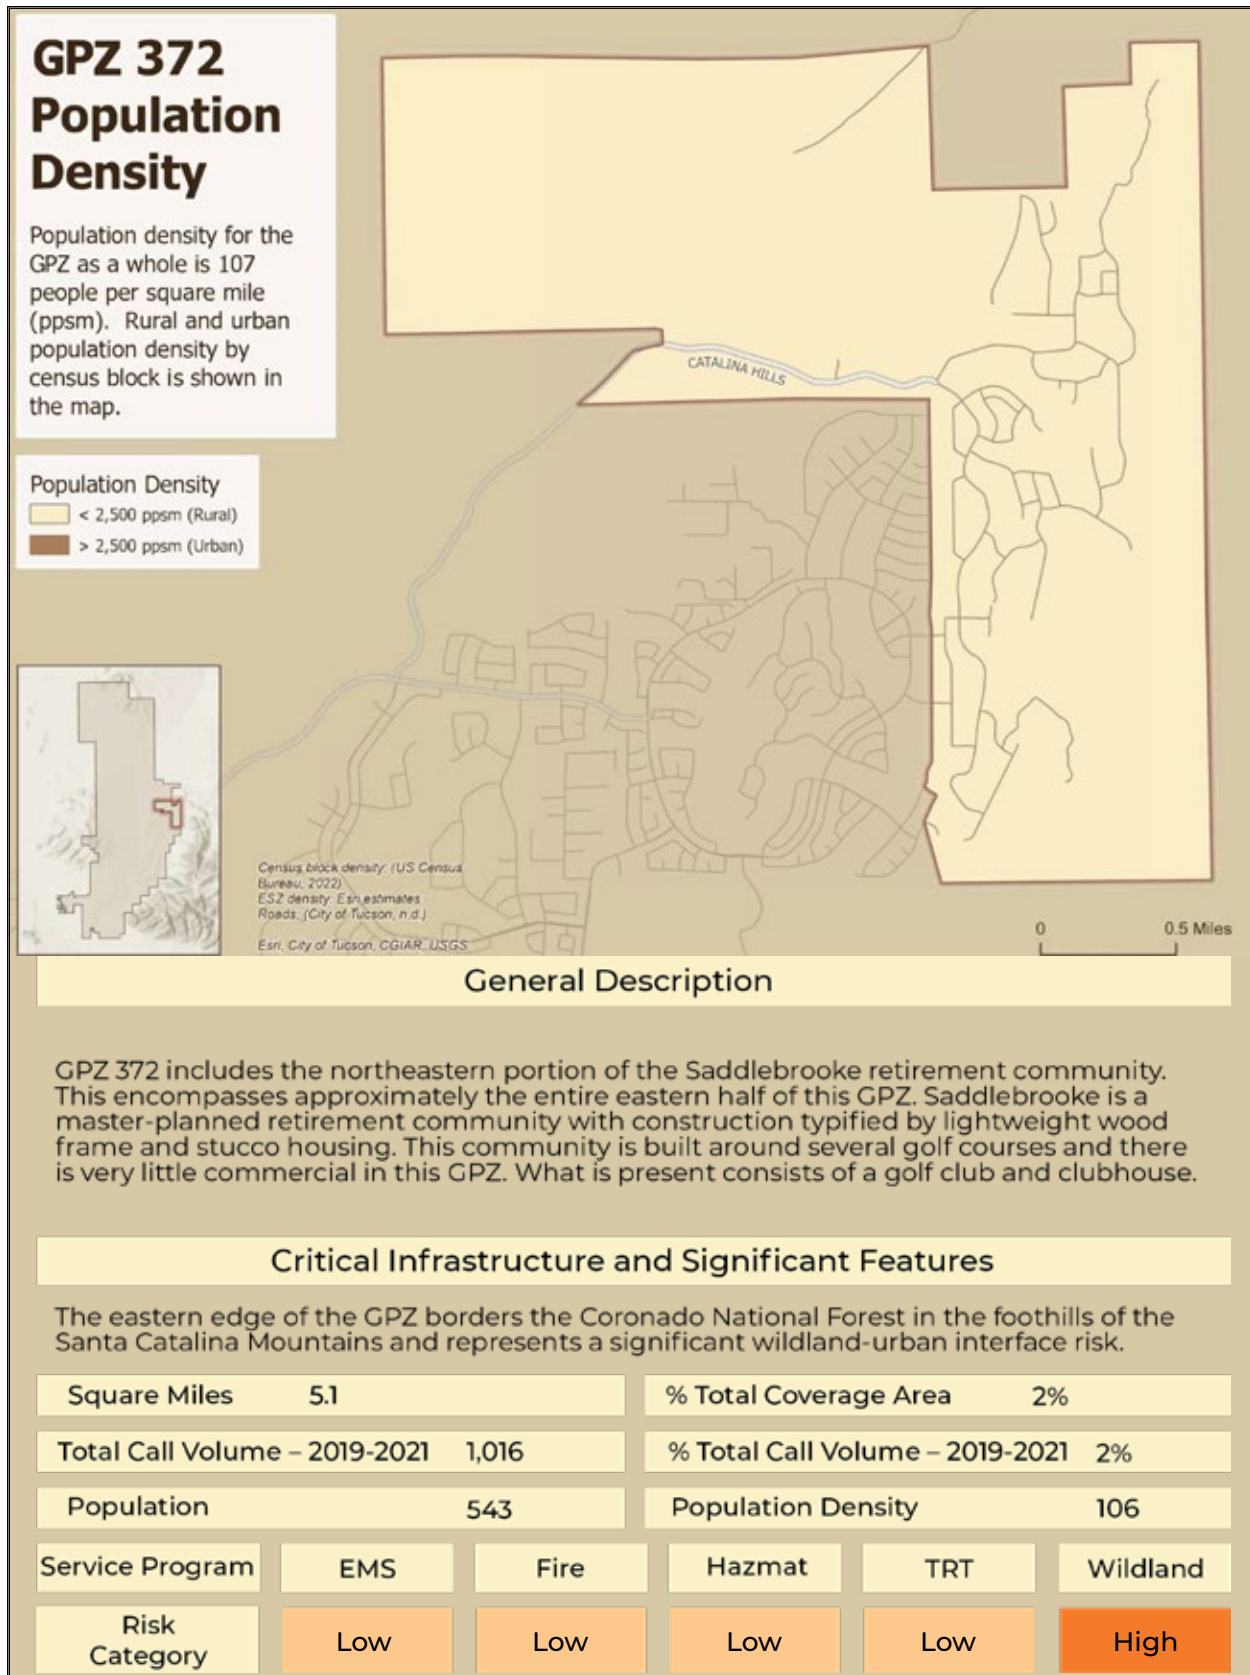 GPZ 372
Population
Density
Population density for the
GPZ as a whole is 107
people per square mile
(ppsm). Rural and urban
population density by
census block is shown in
the map.
Population Density
< 2,500 ppsm (Rural)
> 2,500 ppsm (Urban)
CATALINA HILLS
Census block density: (US Census
Bureau, 2022)
ESZ density: Esri estimates
Roads: (City of Tucson, n.d.)
Esri, City of Tucson, CGIAR, USGS
0 0.5 Miles
General Description
GPZ 372 includes the northeastern portion of the Saddlebrooke retirement community.
This encompasses approximately the entire eastern half of this GPZ. Saddlebrooke is a
master-planned retirement community with construction typified by lightweight wood
frame and stucco housing. This community is built around several golf courses and there
is very little commercial in this GPZ. What is present consists of a golf club and clubhouse.
Critical Infrastructure and Significant Features
The eastern edge of the GPZ borders the Coronado National Forest in the foothills of the
Santa Catalina Mountains and represents a significant wildland-urban interface risk.
Square Miles 5.1 % Total Coverage Area 2%
Total Call Volume – 2019-2021 1,016 % Total Call Volume – 2019-2021 2%
Population 543 Population Density 106
Service Program EMS Fire Hazmat TRT Wildland
Risk
Category Low Low Low Low High